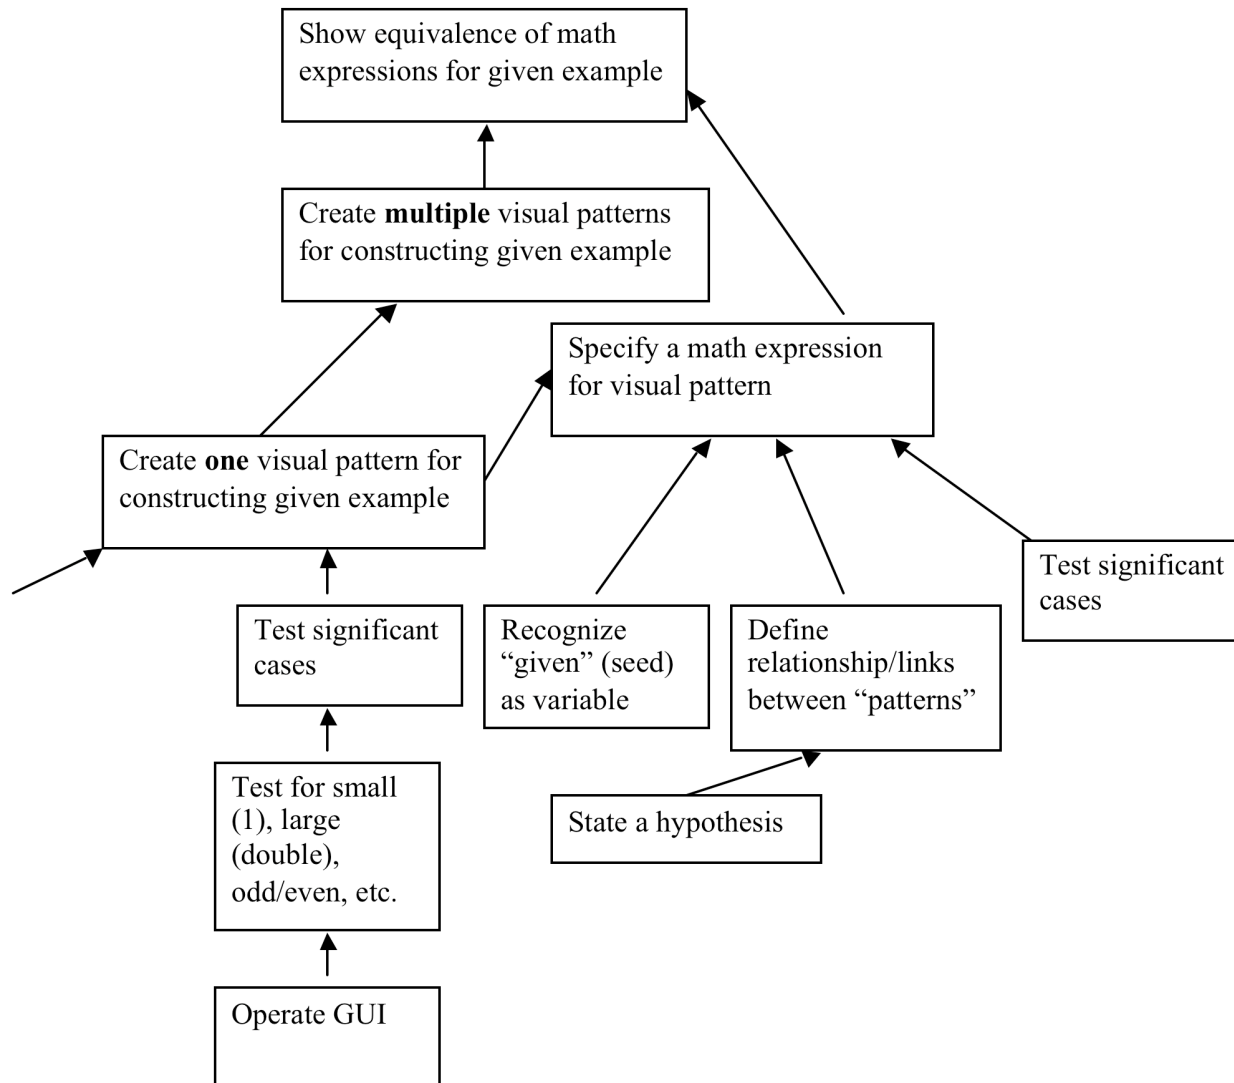 Show equivalence of math
expressions for given example
Create multiple visual patterns
for constructing given example
Specify a math expression
for visual pattern
Create one visual pattern for
constructing given example
Test significant
cases
Test significant
cases
Recognize
“given” (seed)
as variable
Define
relationship/links
between “patterns”
Test for small
(1), large
(double),
odd/even, etc.
State a hypothesis
Operate GUI